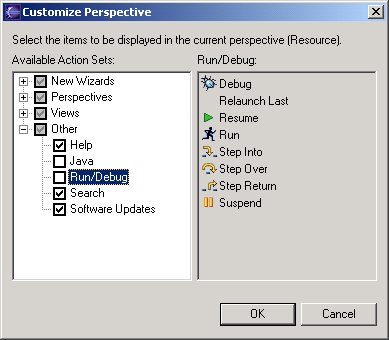 Customize Perspective
Select the items to be displayed in the current perspective (Resource).
Available Action Sets:
New Wizards
Perspectives
Views
Other
Help
Java
Run/Debug
Search
Software Updates
Run/Debug:
Debug
Relaunch Last
Resume
Run
Step Into
Step Over
Step Return
Suspend
OK
Cancel